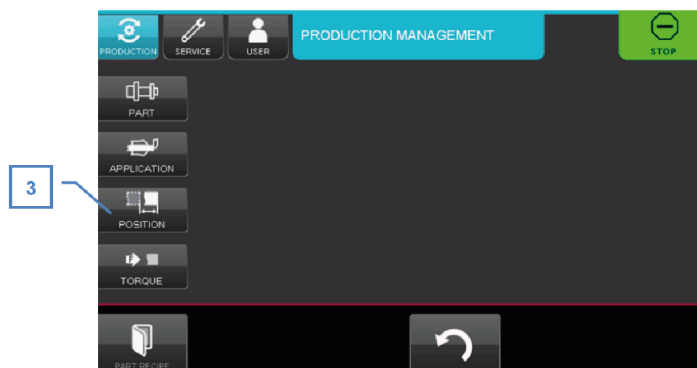 PRODUCTION
SERVICE
USER
PRODUCTION MANAGEMENT
STOP
PART
APPLICATION
3
POSITION
TORQUE
PART RECIPE